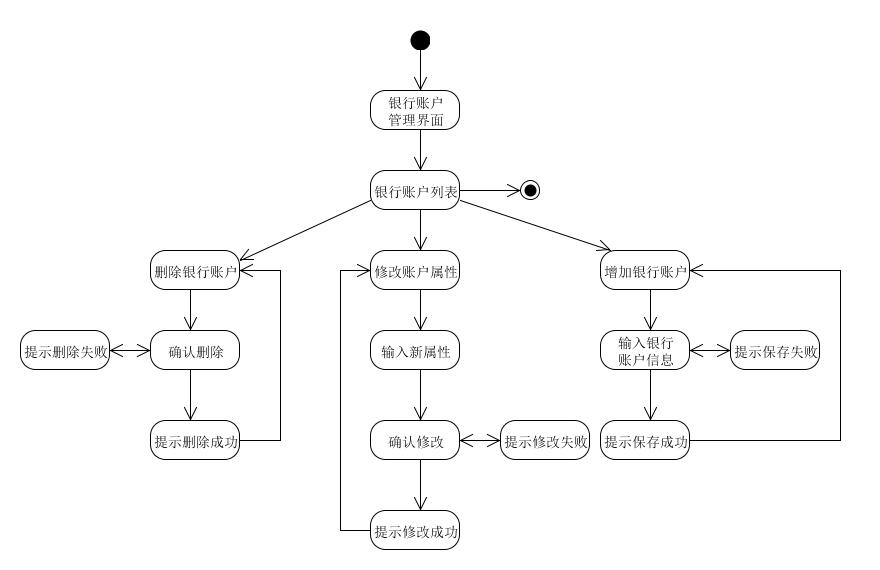 银行账户
管理界面
银行账户列表
删除银行账户
修改账户属性
增加银行账户
提示删除失败
确认删除
输入新属性
输入银行
账户信息
提示保存失败
提示删除成功
确认修改
提示修改失败
提示保存成功
提示修改成功